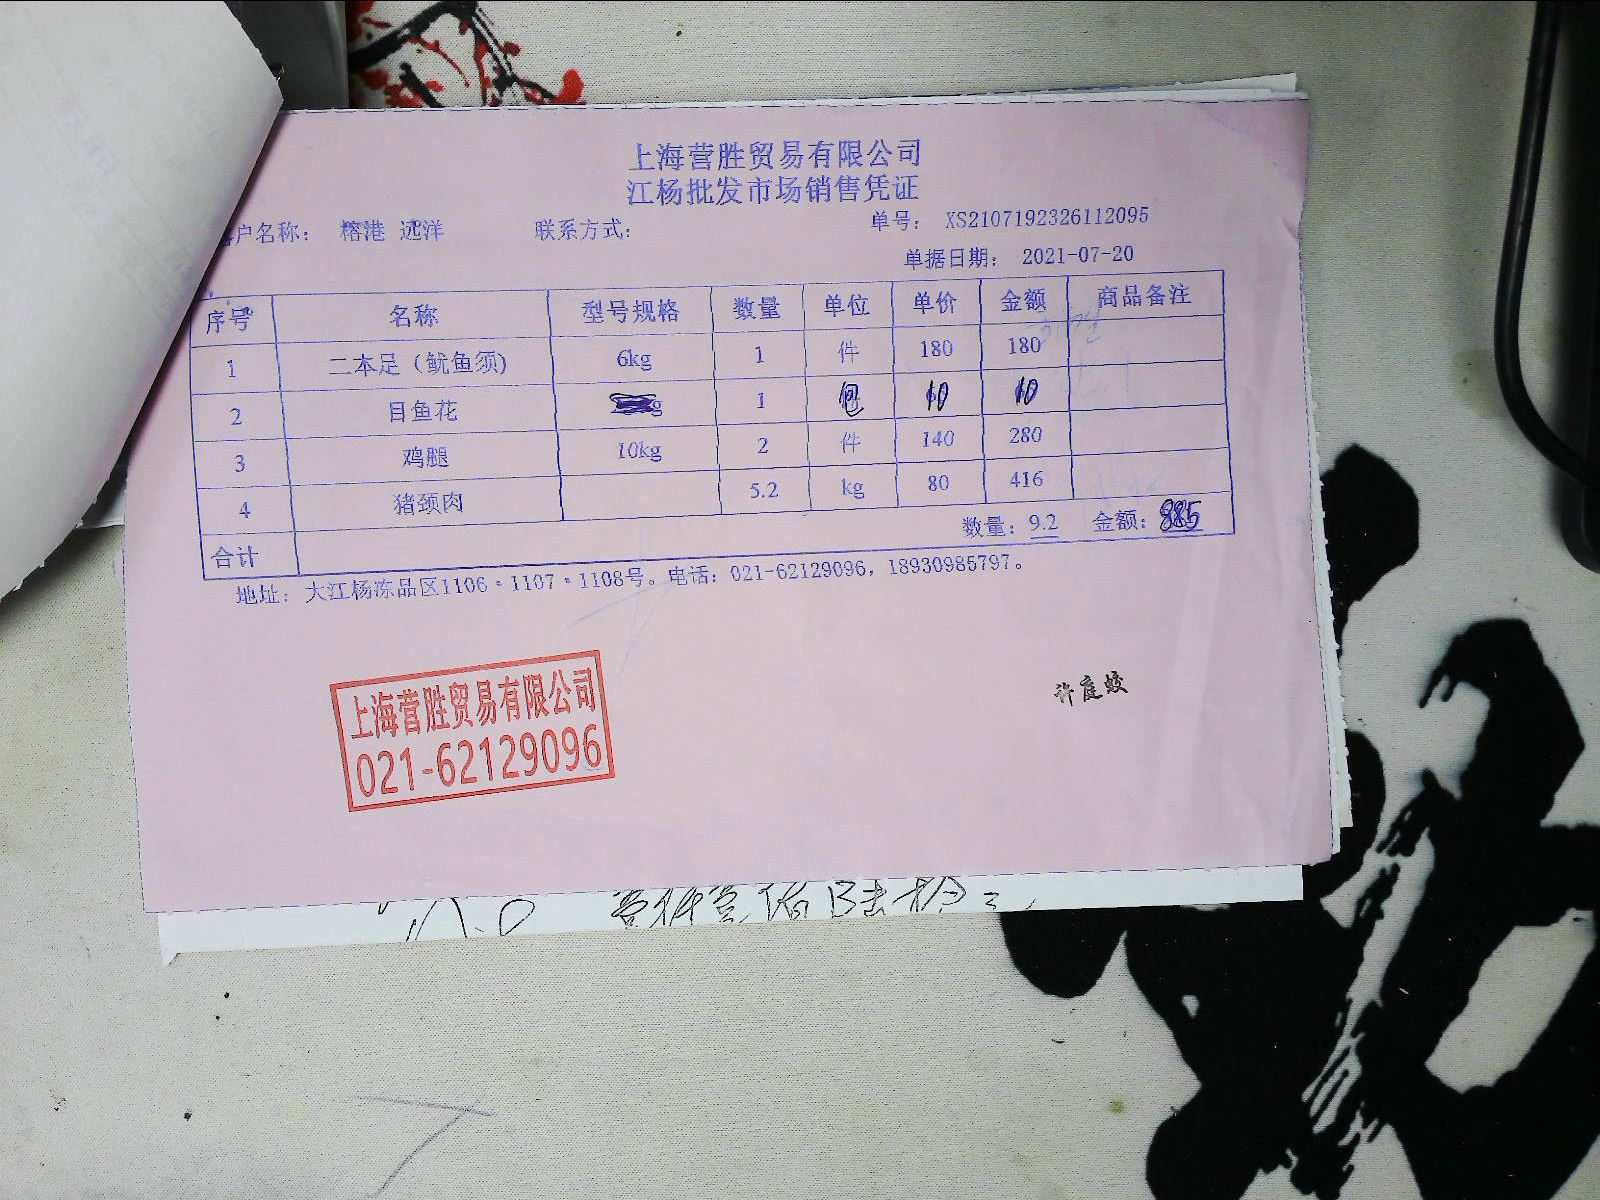 上海营胜贸易有限公司
江杨批发市场销售凭证
户名称： 榕港 远洋 联系方式： 单号： XS2107192326112095
单据日期： 2021-07-20
序号 名称 型号规格 数量 单位 单价 金额 商品备注
1 二本足（鱿鱼须） 6kg 1 件 180 180
2 目鱼花 g 1 包 10 10
3 鸡腿 10kg 2 件 140 280
4 猪颈肉 5.2 kg 80 416
合计 数量：9.2 金额：885
地址： 大江杨冻品区1106。1107。1108号。电话：021-62129096，18930985797。
上海营胜贸易有限公司
021-62129096
许庭蛟